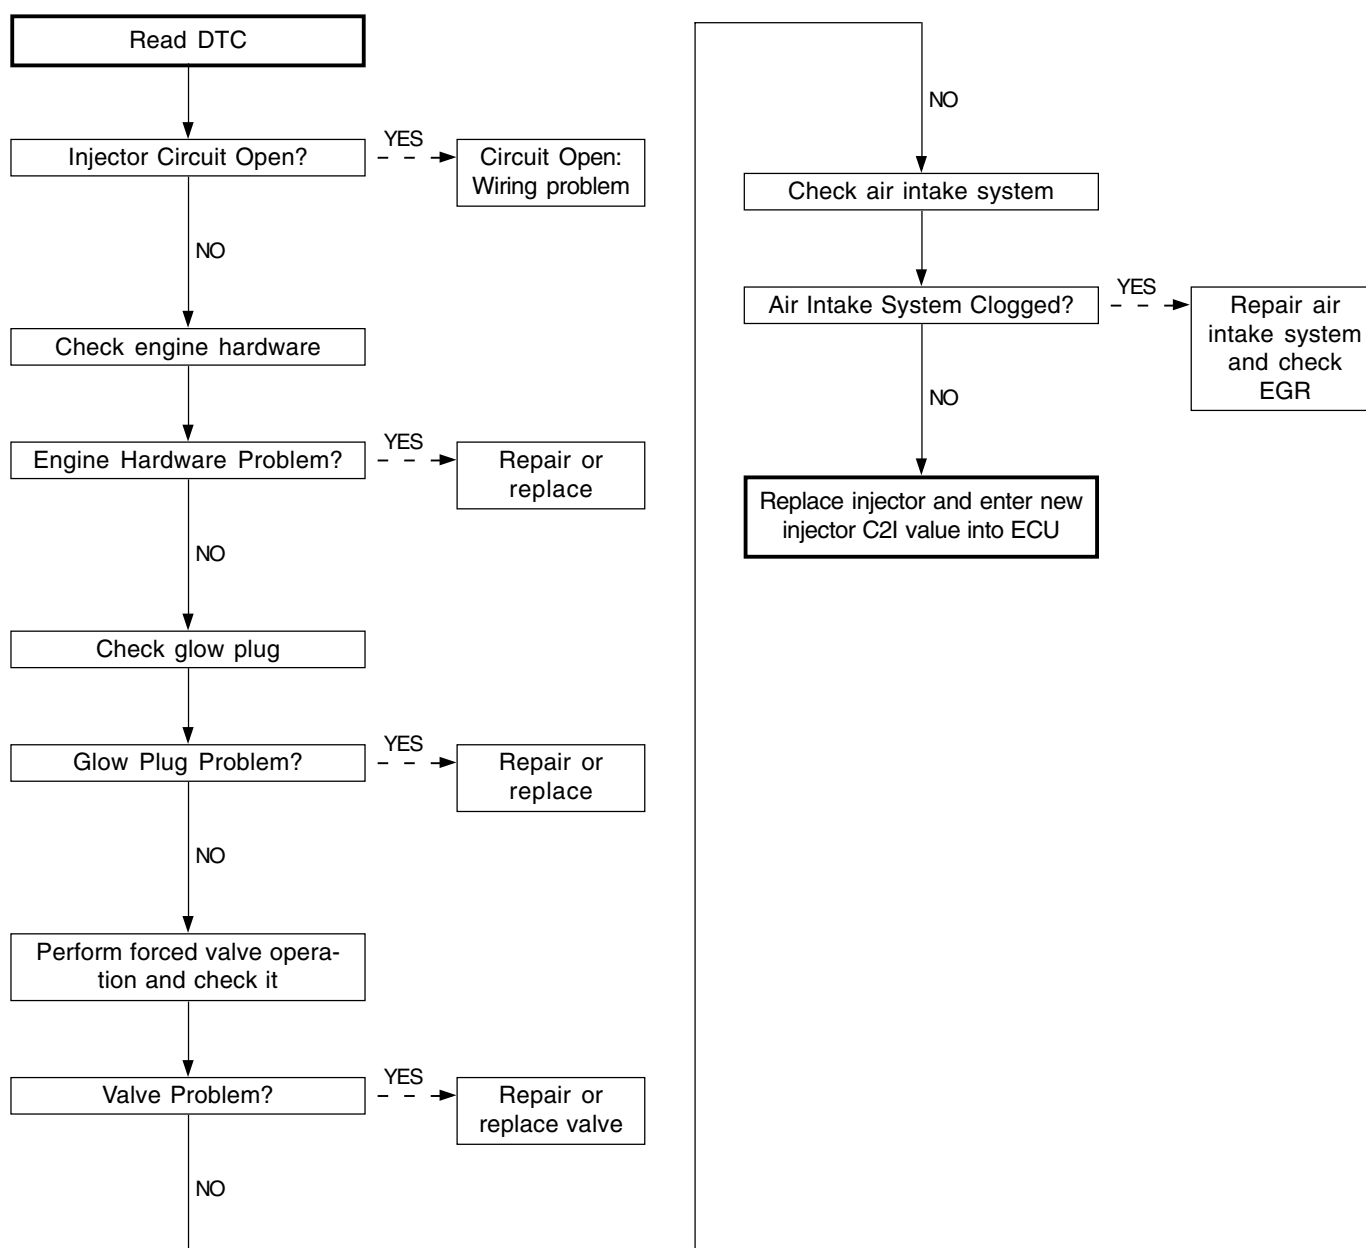 Read DTC
Injector Circuit Open?
YES
Circuit Open:
Wiring problem
NO
Check engine hardware
Engine Hardware Problem?
YES
Repair or
replace
NO
Check glow plug
Glow Plug Problem?
YES
Repair or
replace
NO
Perform forced valve opera-
tion and check it
Valve Problem?
YES
Repair or
replace valve
NO
NO
Check air intake system
Air Intake System Clogged?
YES
Repair air
intake system
and check
EGR
NO
Replace injector and enter new
injector C2I value into ECU